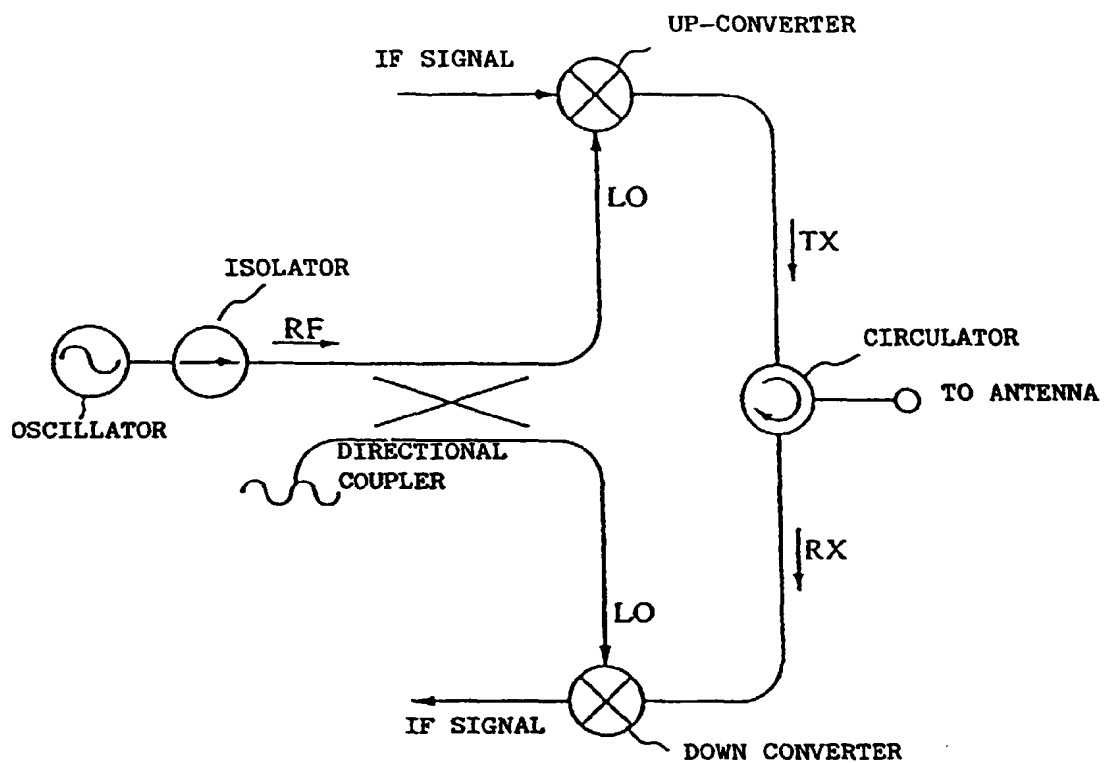 UP-CONVERTER
IF SIGNAL
LO
TX
ISOLATOR
RF
CIRCULATOR
TO ANTENNA
OSCILLATOR
DIRECTIONAL
COUPLER
RX
LO
IF SIGNAL
DOWN CONVERTER